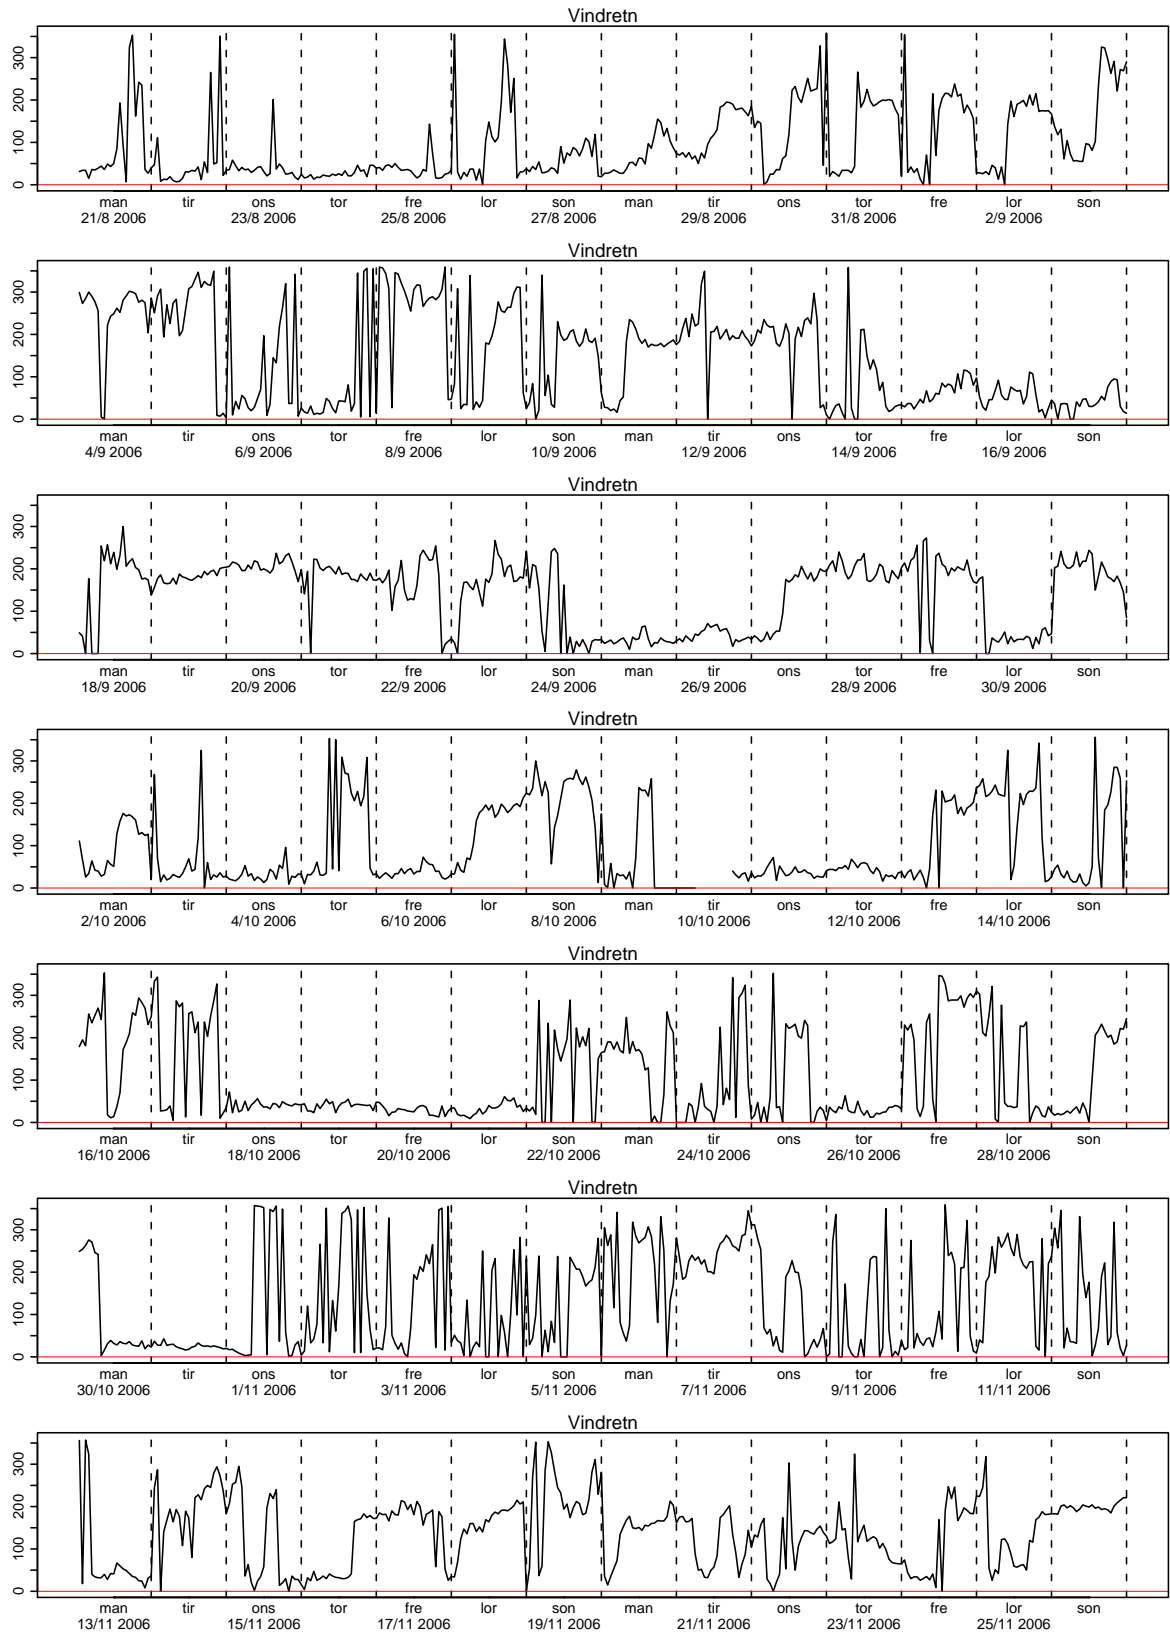 Vindretn
0 100 200 300
man tir ons tor fre lor son man tir ons tor fre lor son
21/8 2006 23/8 2006 25/8 2006 27/8 2006 29/8 2006 31/8 2006 2/9 2006
Vindretn
0 100 200 300
man tir ons tor fre lor son man tir ons tor fre lor son
4/9 2006 6/9 2006 8/9 2006 10/9 2006 12/9 2006 14/9 2006 16/9 2006
Vindretn
0 100 200 300
man tir ons tor fre lor son man tir ons tor fre lor son
18/9 2006 20/9 2006 22/9 2006 24/9 2006 26/9 2006 28/9 2006 30/9 2006
Vindretn
0 100 200 300
man tir ons tor fre lor son man tir ons tor fre lor son
2/10 2006 4/10 2006 6/10 2006 8/10 2006 10/10 2006 12/10 2006 14/10 2006
Vindretn
0 100 200 300
man tir ons tor fre lor son man tir ons tor fre lor son
16/10 2006 18/10 2006 20/10 2006 22/10 2006 24/10 2006 26/10 2006 28/10 2006
Vindretn
0 100 200 300
man tir ons tor fre lor son man tir ons tor fre lor son
30/10 2006 1/11 2006 3/11 2006 5/11 2006 7/11 2006 9/11 2006 11/11 2006
Vindretn
0 100 200 300
man tir ons tor fre lor son man tir ons tor fre lor son
13/11 2006 15/11 2006 17/11 2006 19/11 2006 21/11 2006 23/11 2006 25/11 2006